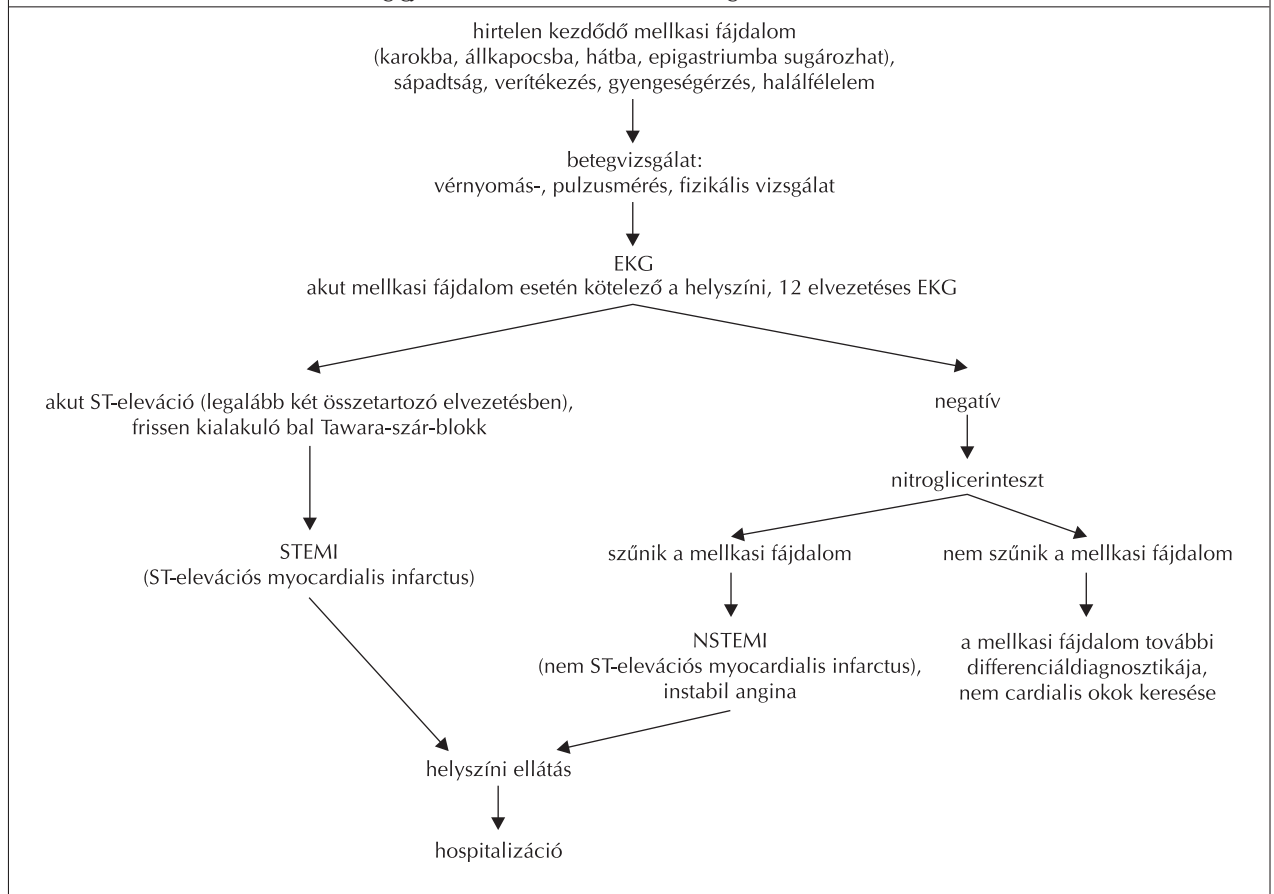 hirtelen kezdődő mellkasi fájdalom
(karokba, állkapocsba, hátba, epigastriumba sugározhat),
sápadtság, verítékezés, gyengeségérzés, halálfélelem
betegvizsgálat:
vérnyomás-, pulzusmérés, fizikális vizsgálat
EKG
akut mellkasi fájdalom esetén kötelező a helyszíni, 12 elvezetéses EKG
akut ST-eleváció (legalább két összetartozó elvezetésben),
frissen kialakuló bal Tawara-szár-blokk
negatív
nitroglicerinteszt
STEMI
(ST-elevációs myocardialis infarctus)
szűnik a mellkasi fájdalom
nem szűnik a mellkasi fájdalom
NSTEMI
(nem ST-elevációs myocardialis infarctus),
instabil angina
a mellkasi fájdalom további
differenciáldiagnosztikája,
nem cardialis okok keresése
helyszíni ellátás
hospitalizáció